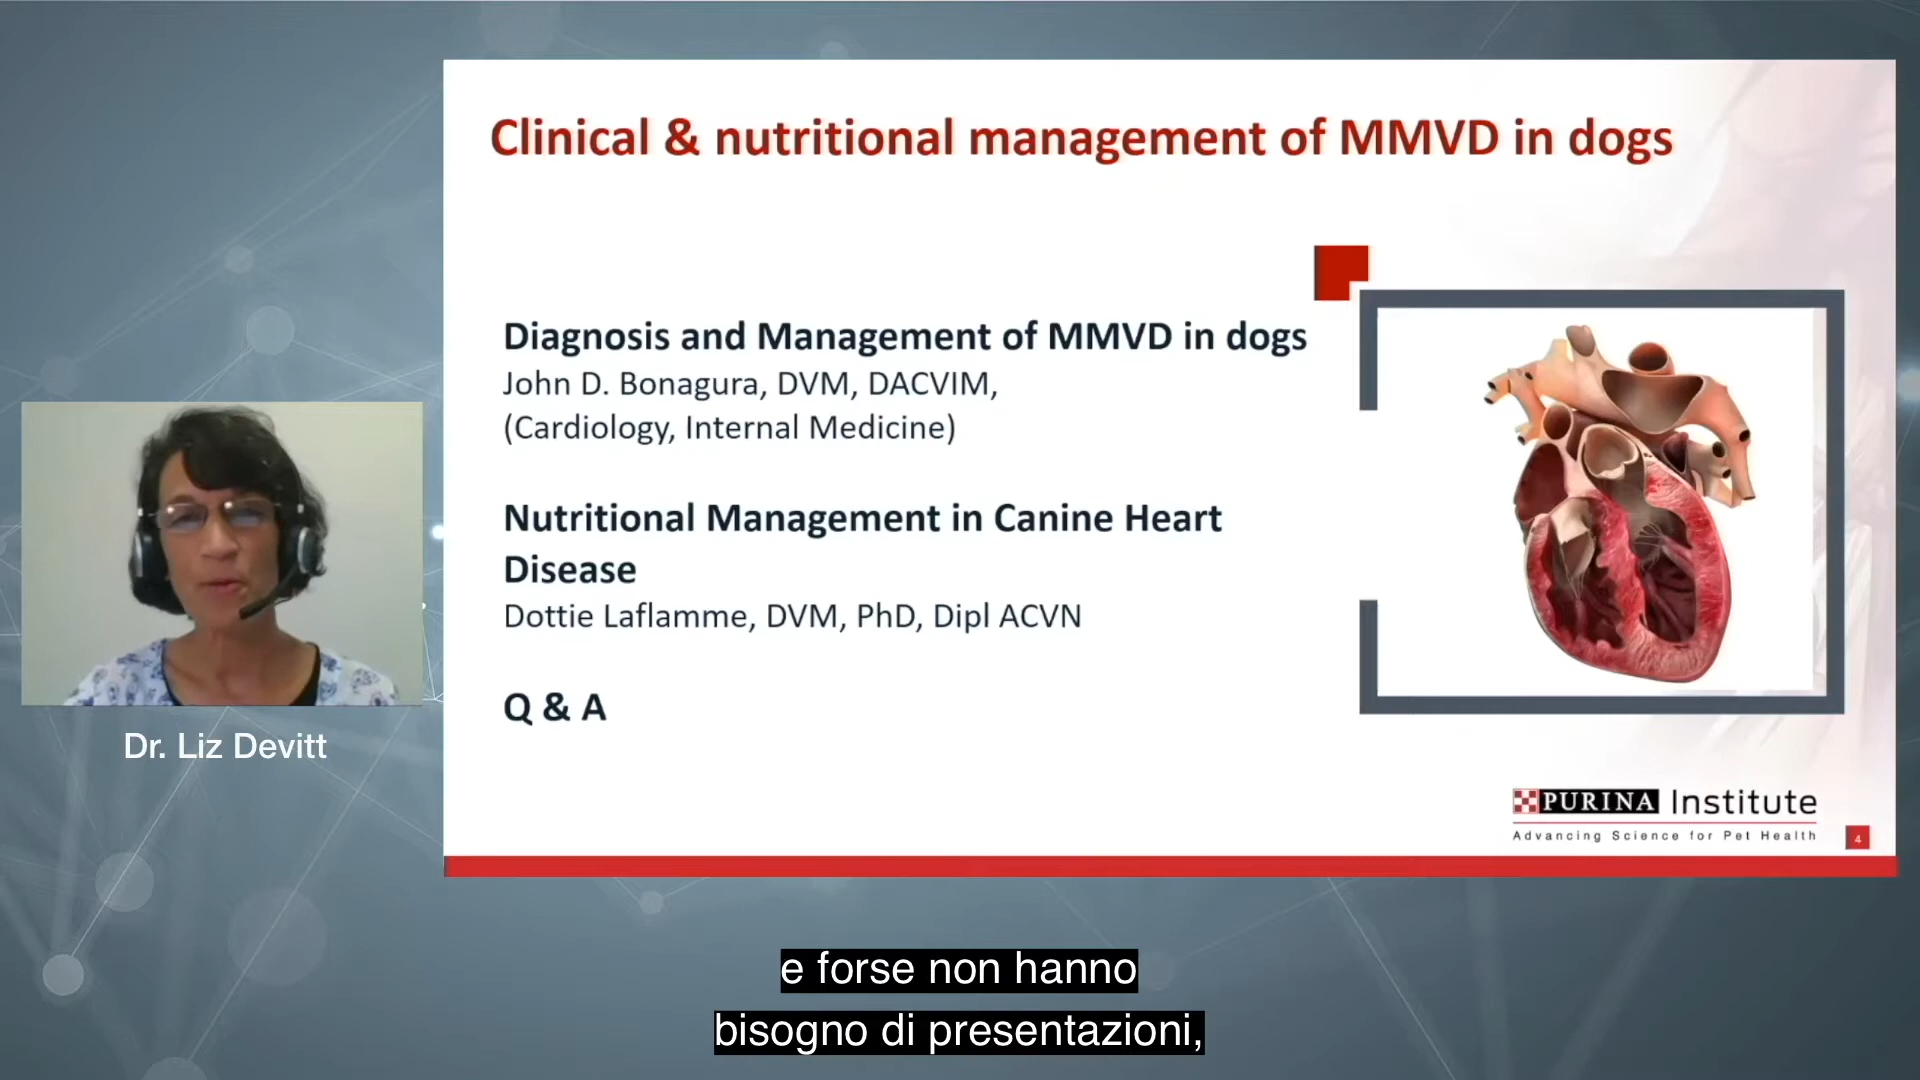 Clinical & nutritional management of MMVD in dogs
Diagnosis and Management of MMVD in dogs
John D. Bonagura, DVM, DACVIM,
(Cardiology, Internal Medicine)
Nutritional Management in Canine Heart
Disease
Dottie Laflamme, DVM, PhD, Dipl ACVN
Q & A
Dr. Liz Devitt
PURINA Institute
Advancing Science for Pet Health
4
e forse non hanno
bisogno di presentazioni,